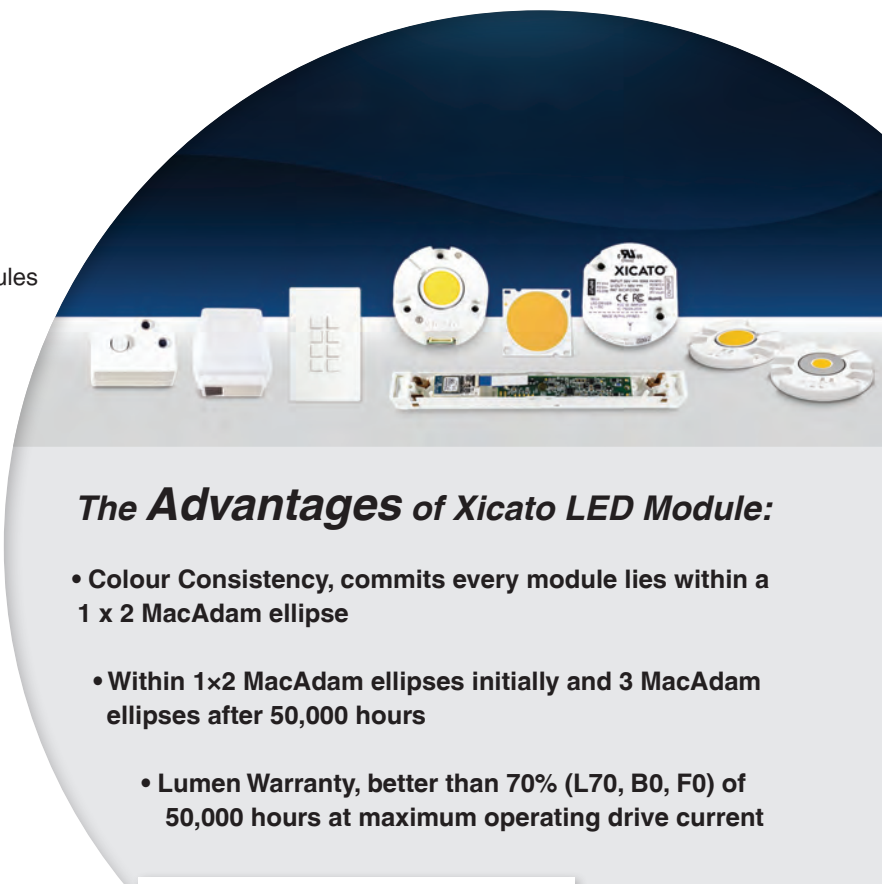 ules
XICATO
The Advantages of Xicato LED Module:
• Colour Consistency, commits every module lies within a
1 x 2 MacAdam ellipse
• Within 1×2 MacAdam ellipses initially and 3 MacAdam
ellipses after 50,000 hours
• Lumen Warranty, better than 70% (L70, B0, F0) of
50,000 hours at maximum operating drive current